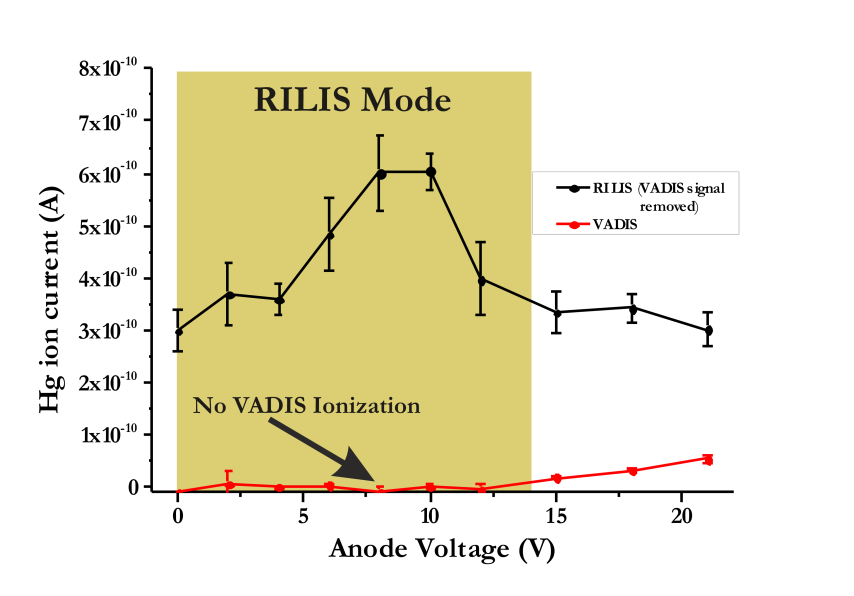 RILIS Mode
8x10⁻¹⁰
7x10⁻¹⁰
6x10⁻¹⁰
5x10⁻¹⁰
4x10⁻¹⁰
3x10⁻¹⁰
2x10⁻¹⁰
1x10⁻¹⁰
0
Hg ion current (A)
RILIS (VADIS signal
removed)
VADIS
No VADIS Ionization
0 5 10 15 20
Anode Voltage (V)